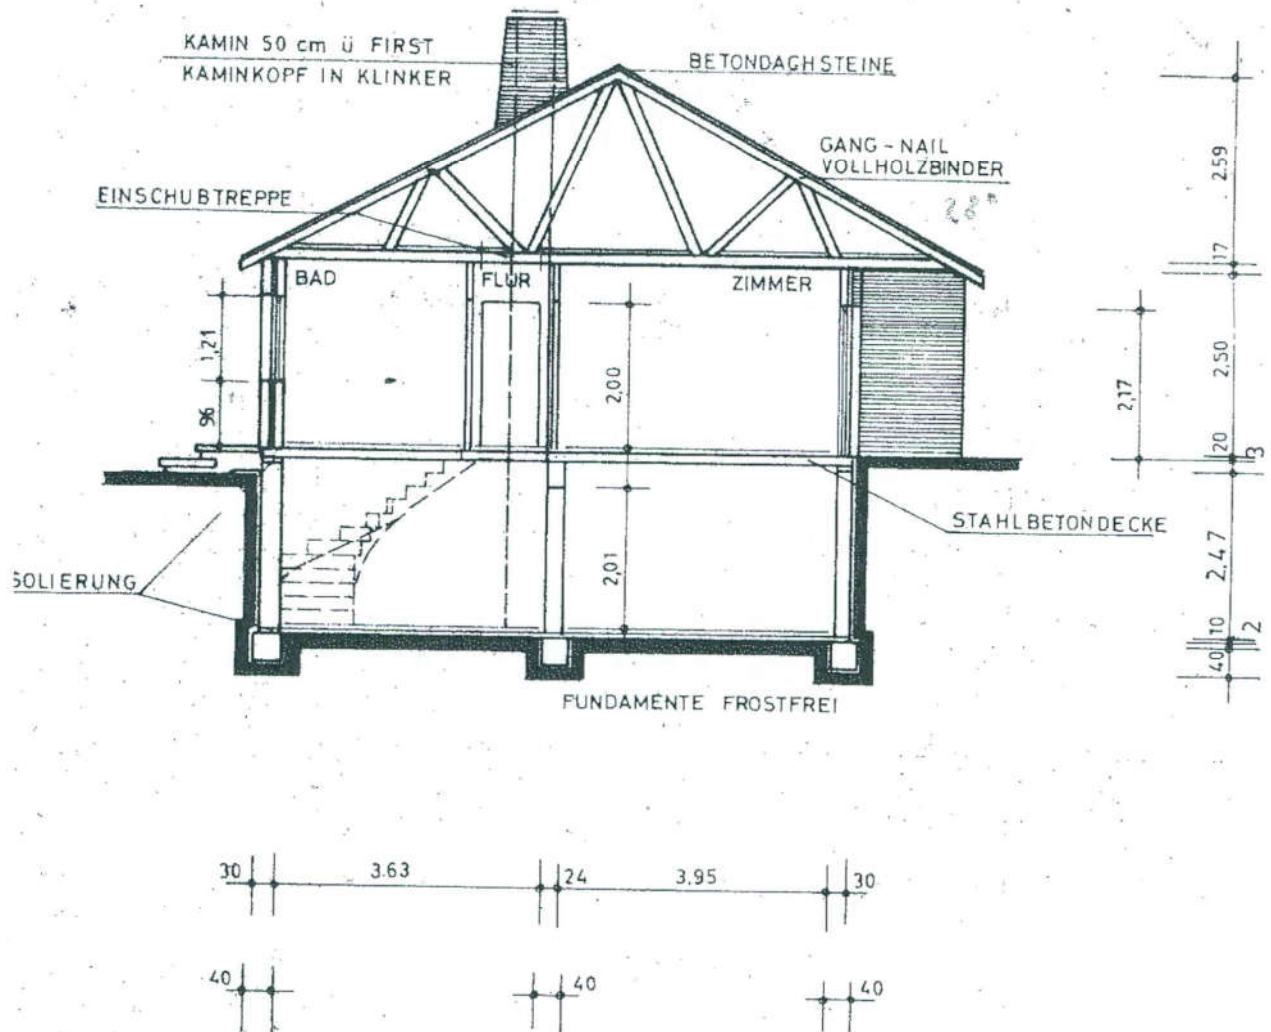 KAMIN 50 cm ü FIRST
KAMINKOPF IN KLINKER
BETONDACHSTEINE
GANG-NAIL
VOLLHOLZBINDER
28°
EINSCHUBTREPPE
BAD
FLUR
ZIMMER
1,21
96
2,00
2,01
2,17
2.59
17
2,50
20
3
2,47
10
2
40
STAHLBETONDECKE
SOLIERUNG
FUNDAMENTE FROSTFREI
30
3.63
24
3,95
30
40
40
40